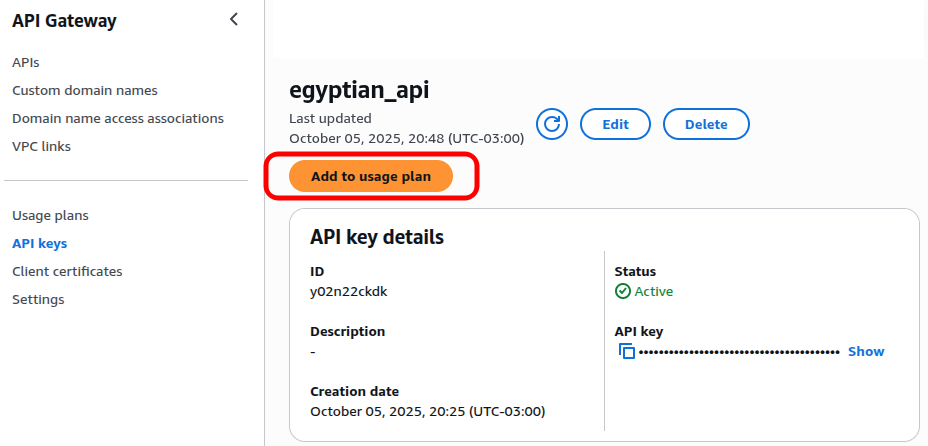 API Gateway
APIs
Custom domain names
Domain name access associations
VPC links
Usage plans
API keys
Client certificates
Settings
egyptian_api
Last updated
October 05, 2025, 20:48 (UTC-03:00)
Edit
Delete
Add to usage plan
API key details
ID
y02n22ckdk
Description
-
Creation date
October 05, 2025, 20:25 (UTC-03:00)
Status
Active
API key
•••••••••••••••••••••••••••••••••••••••• Show